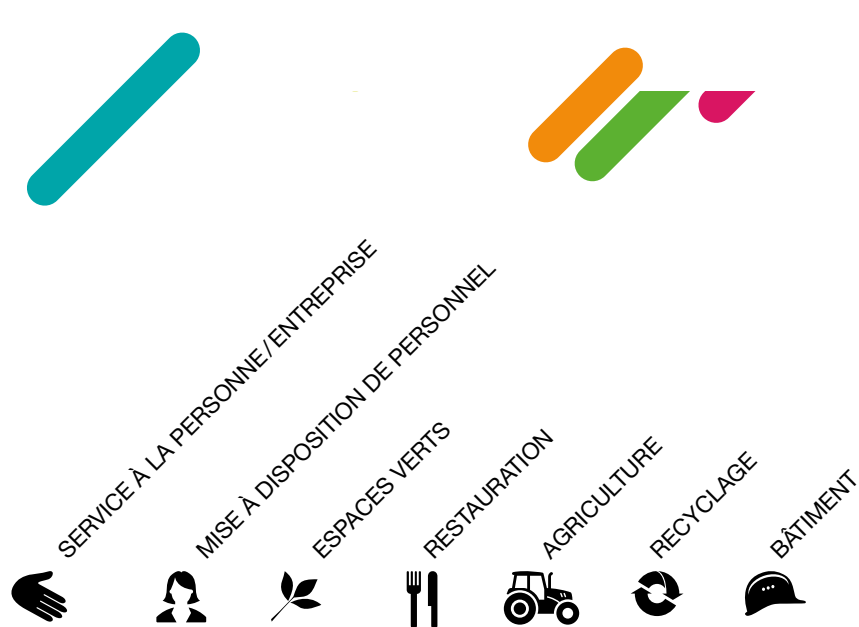 SERVICE À LA PERSONNE/ENTREPRISE
MISE À DISPOSITION DE PERSONNEL
ESPACES VERTS
RESTAURATION
AGRICULTURE
RECYCLAGE
BÂTIMENT